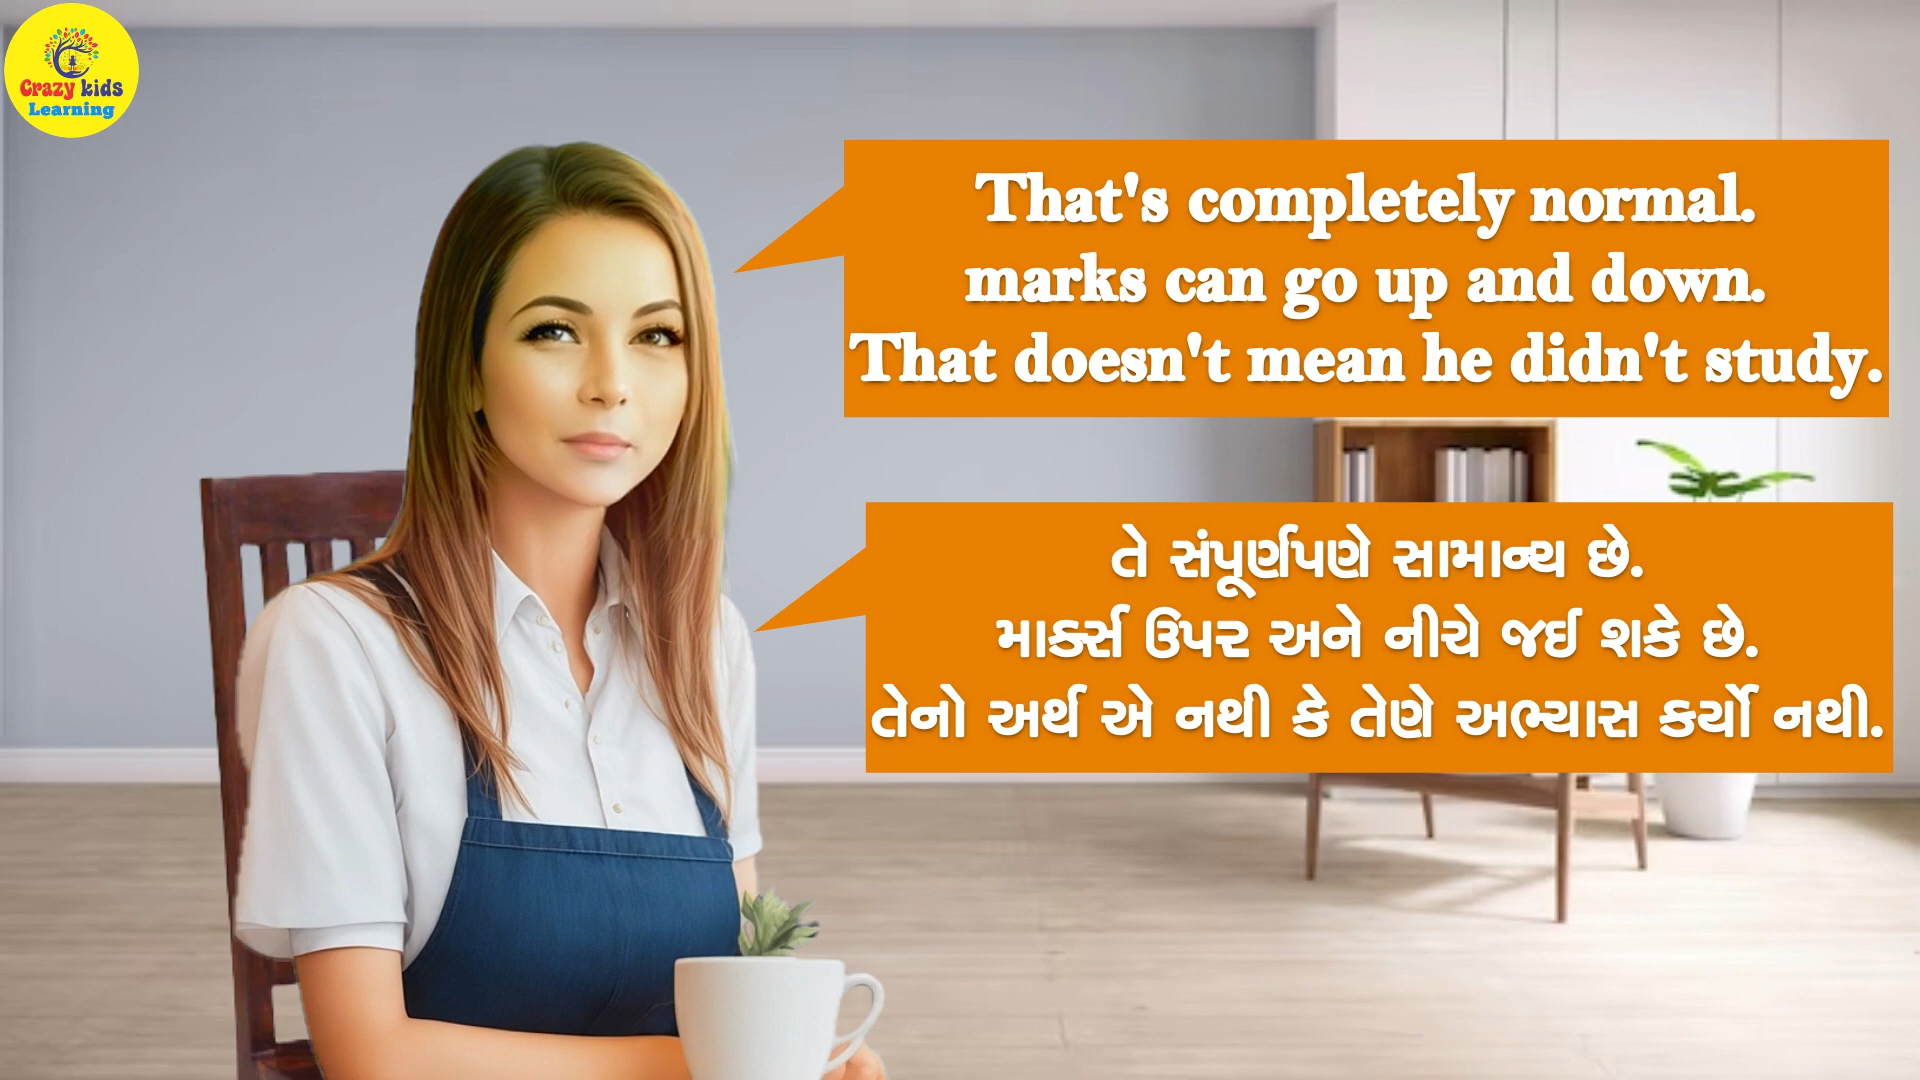 Crazy kids
Learning
That's completely normal.
marks can go up and down.
That doesn't mean he didn't study.
તે સંપૂર્ણપણે સામાન્ય છે.
માર્ક્સ ઉપર અને નીચે જઈ શકે છે.
તેનો અર્થ એ નથી કે તેણે અભ્યાસ કર્યો નથી.